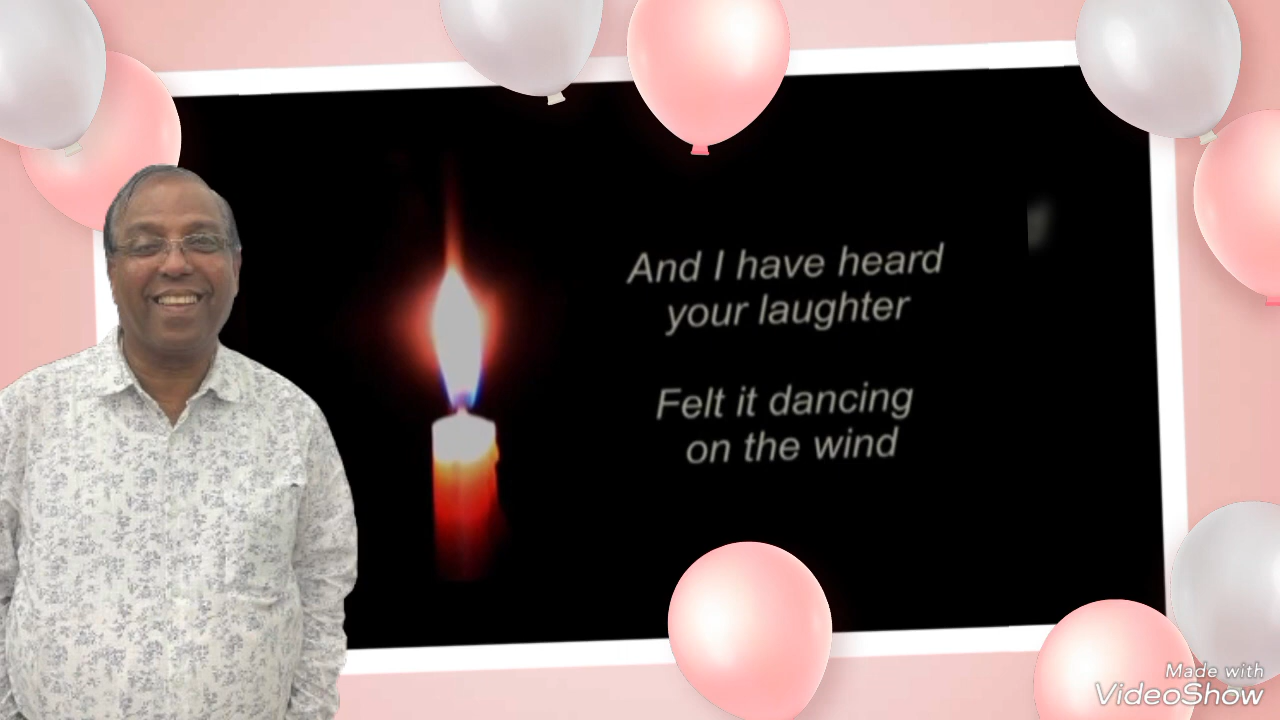 And I have heard
your laughter
Felt it dancing
on the wind
Made with
VideoShow